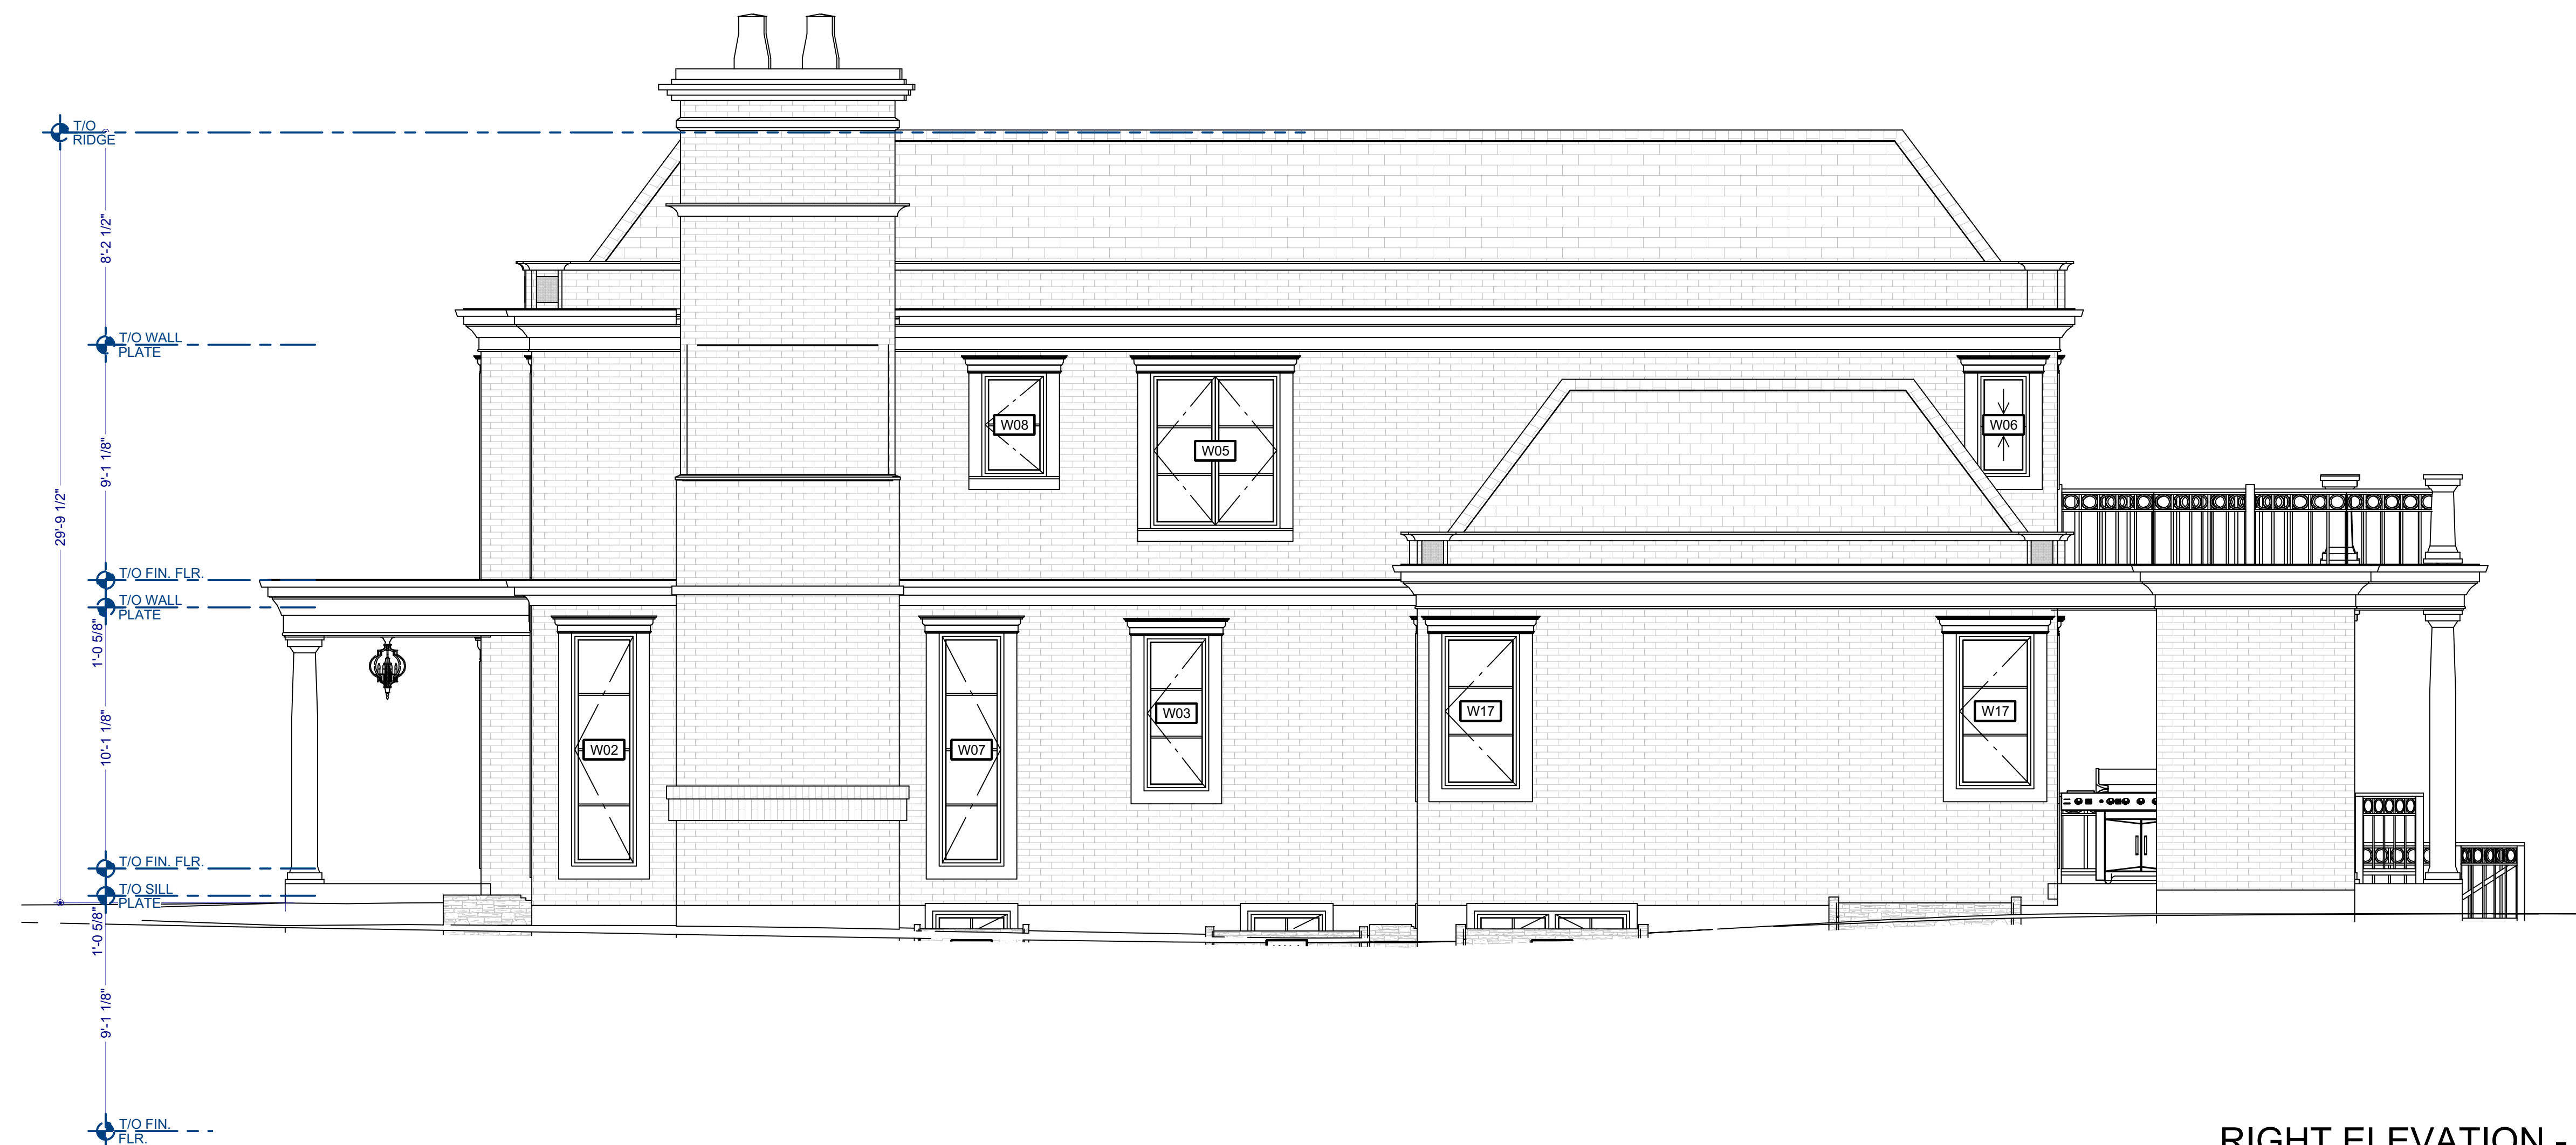 T/O
RIDGE
8'-2 1/2"
T/O WALL
PLATE
9'-1 1/8"
29'-9 1/2"
T/O FIN. FLR.
T/O WALL
PLATE
1'-0 5/8"
10'-1 1/8"
T/O FIN. FLR.
T/O SILL
PLATE
1'-0 5/8"
9'-1 1/8"
T/O FIN.
FLR.
W08
W05
W06
W02
W07
W03
W17
W17
RIGHT ELEVATION -